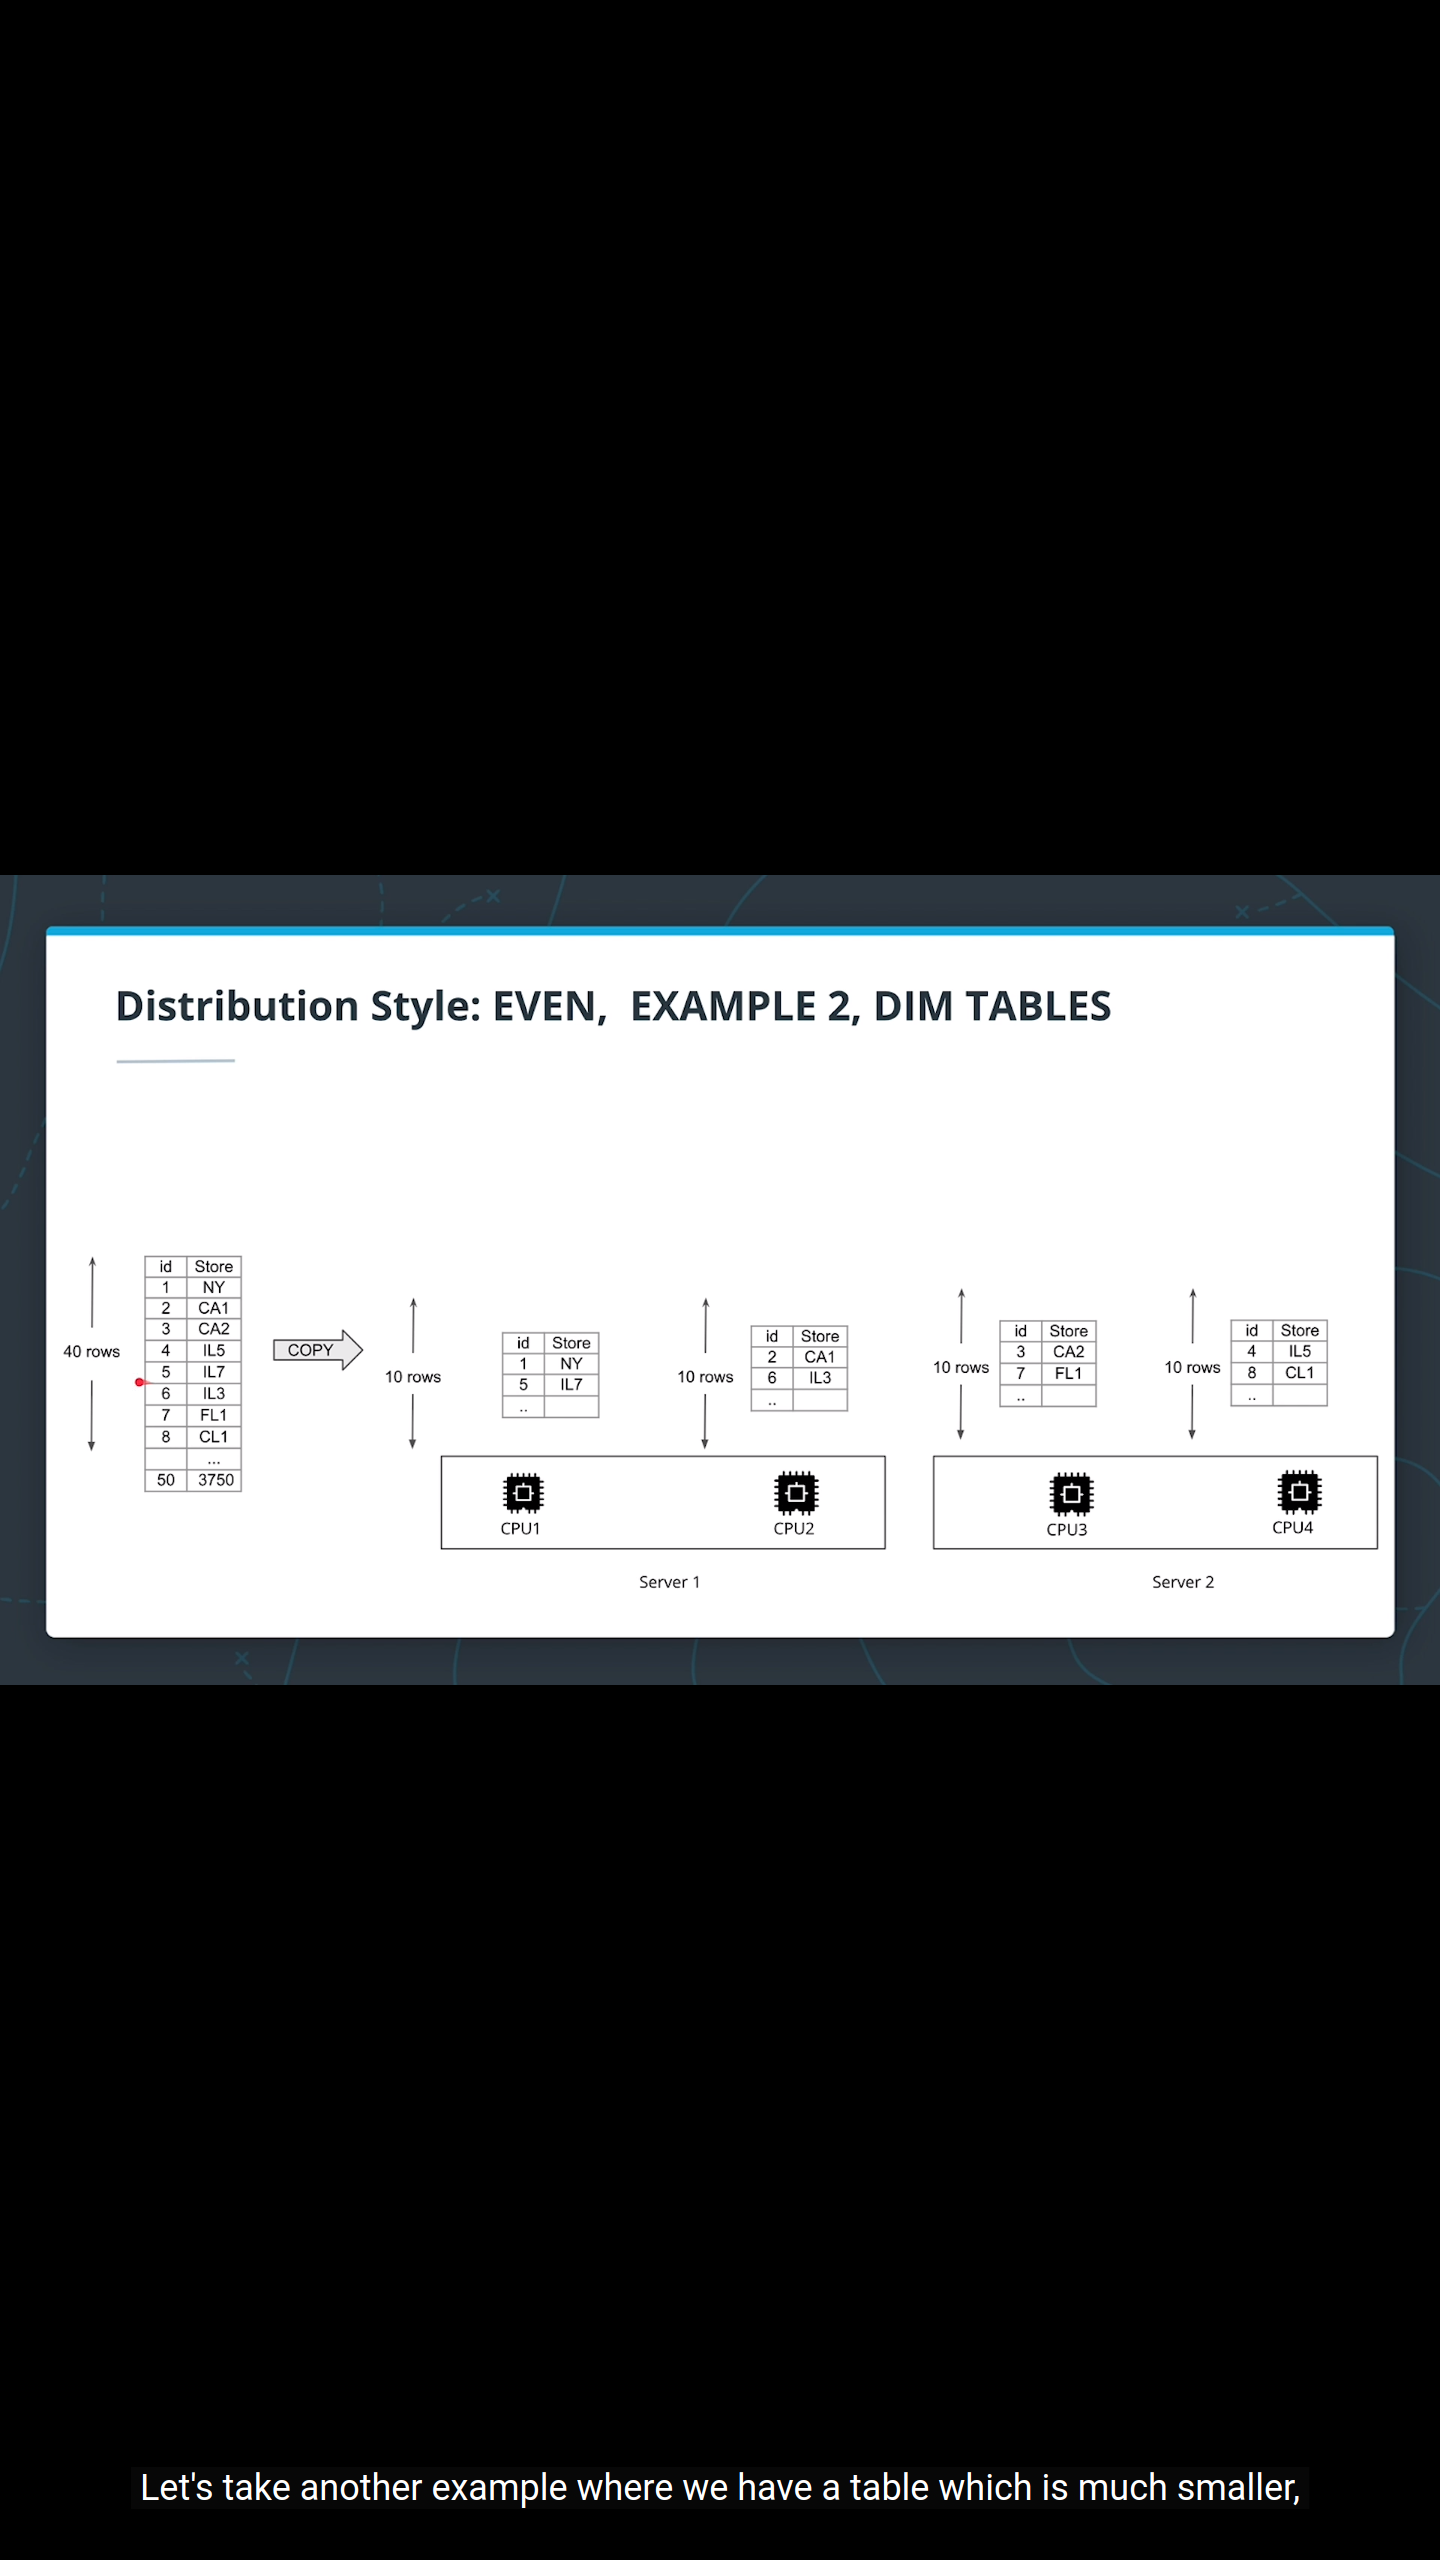 Distribution Style: EVEN,  EXAMPLE 2, DIM TABLES
40 rows
id Store
1 NY
2 CA1
3 CA2
4 IL5
5 IL7
6 IL3
7 FL1
8 CL1
...
50 3750
COPY
10 rows
id Store
1 NY
5 IL7
..
10 rows
id Store
2 CA1
6 IL3
..
10 rows
id Store
3 CA2
7 FL1
..
10 rows
id Store
4 IL5
8 CL1
..
CPU1
CPU2
CPU3
CPU4
Server 1
Server 2
Let's take another example where we have a table which is much smaller,